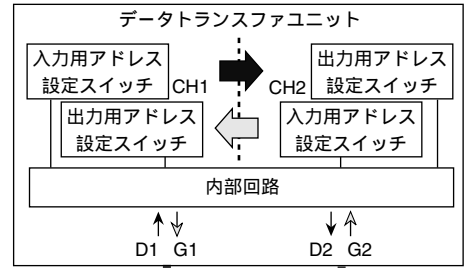 データトランスファユニット
入力用アドレス
設定スイッチ
CH1
出力用アドレス
設定スイッチ
CH2
出力用アドレス
設定スイッチ
入力用アドレス
設定スイッチ
内部回路
D1 G1
D2 G2